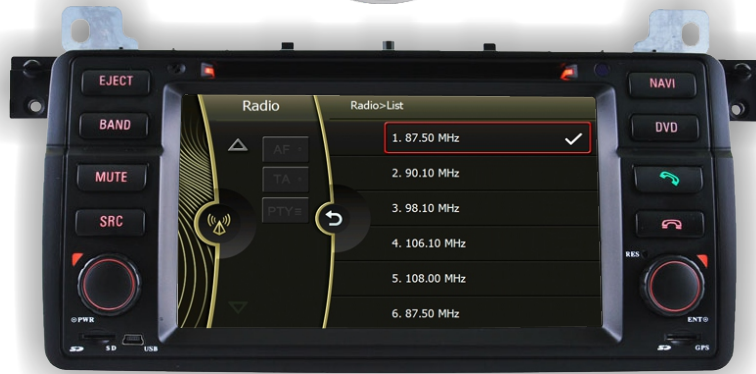 EJECT
BAND
MUTE
SRC
PWR
SD
USB
Radio
AF
TA
PTY
Radio>List
1. 87.50 MHz
2. 90.10 MHz
3. 98.10 MHz
4. 106.10 MHz
5. 108.00 MHz
6. 87.50 MHz
NAVI
DVD
RES
ENT
GPS